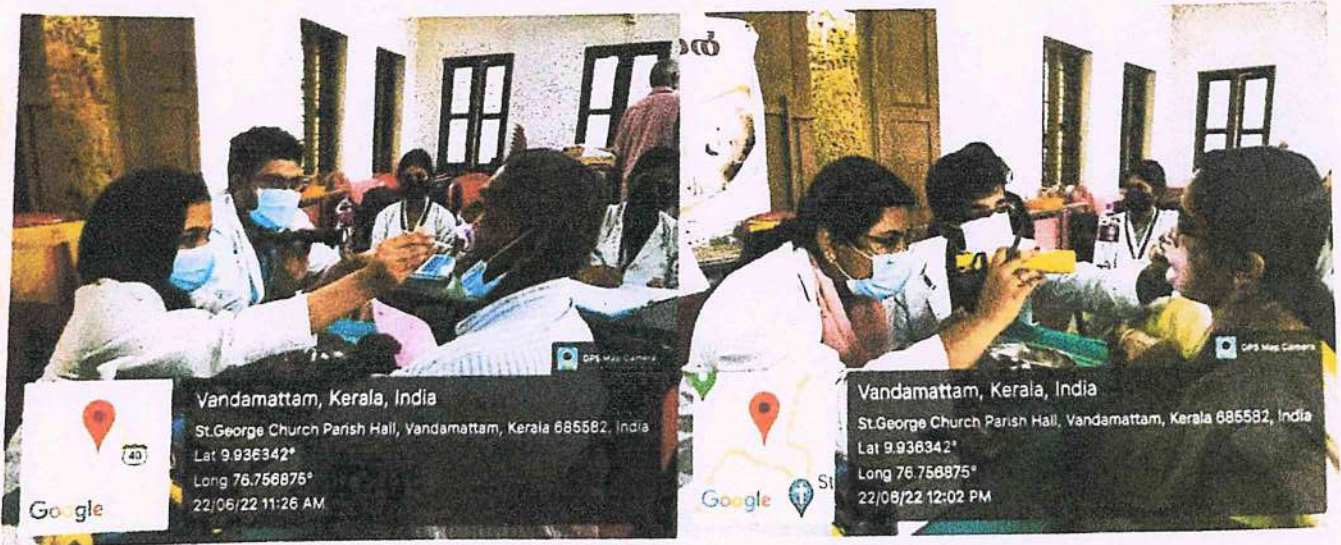 GPS Map Camera
Vandamattam, Kerala, India
St.George Church Parish Hall, Vandamattam, Kerala 685582, India
Lat 9.936342°
Long 76.756875°
22/06/22 11:26 AM
40
Google
GPS Map Camera
Vandamattam, Kerala, India
St.George Church Parish Hall, Vandamattam, Kerala 685582, India
Lat 9.936342°
Long 76.756875°
22/06/22 12:02 PM
St
Google